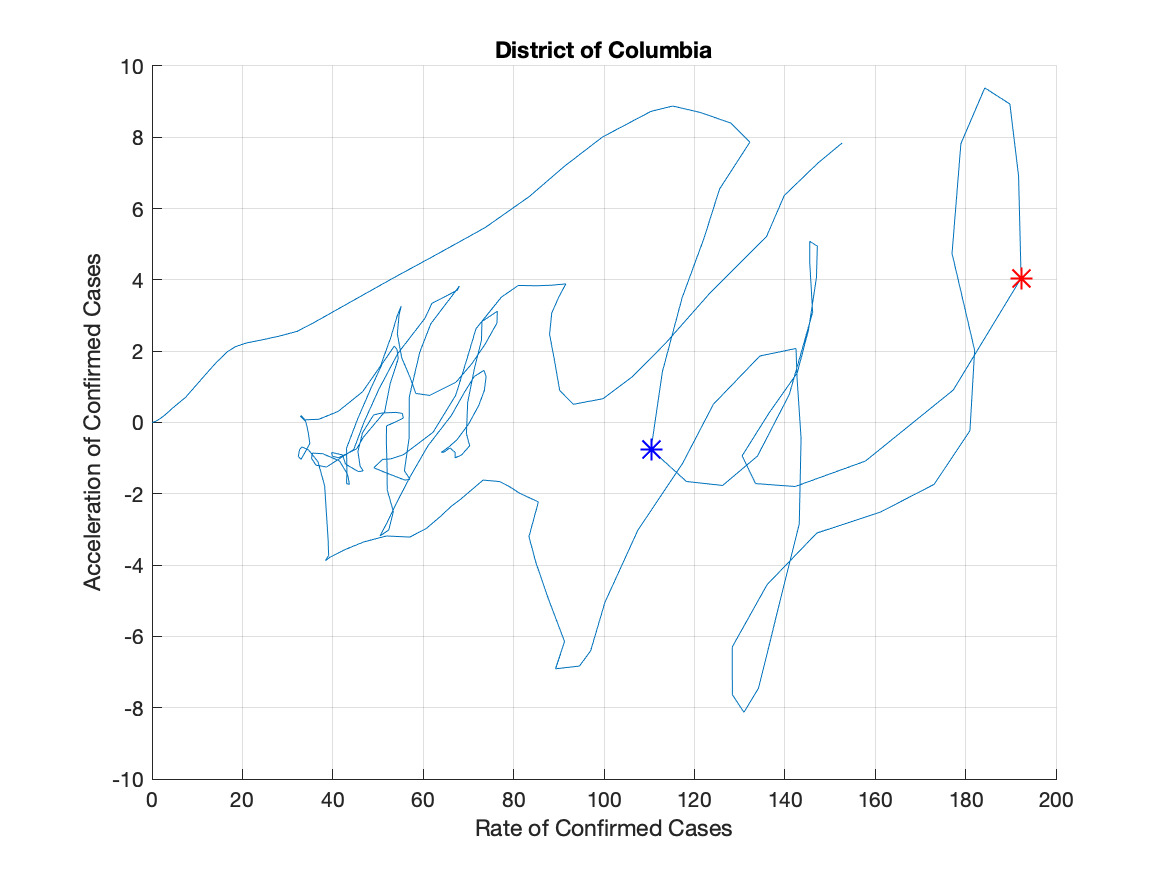 District of Columbia
10
8
6
4
2
0
-2
-4
-6
-8
-10
Acceleration of Confirmed Cases
0 20 40 60 80 100 120 140 160 180 200
Rate of Confirmed Cases